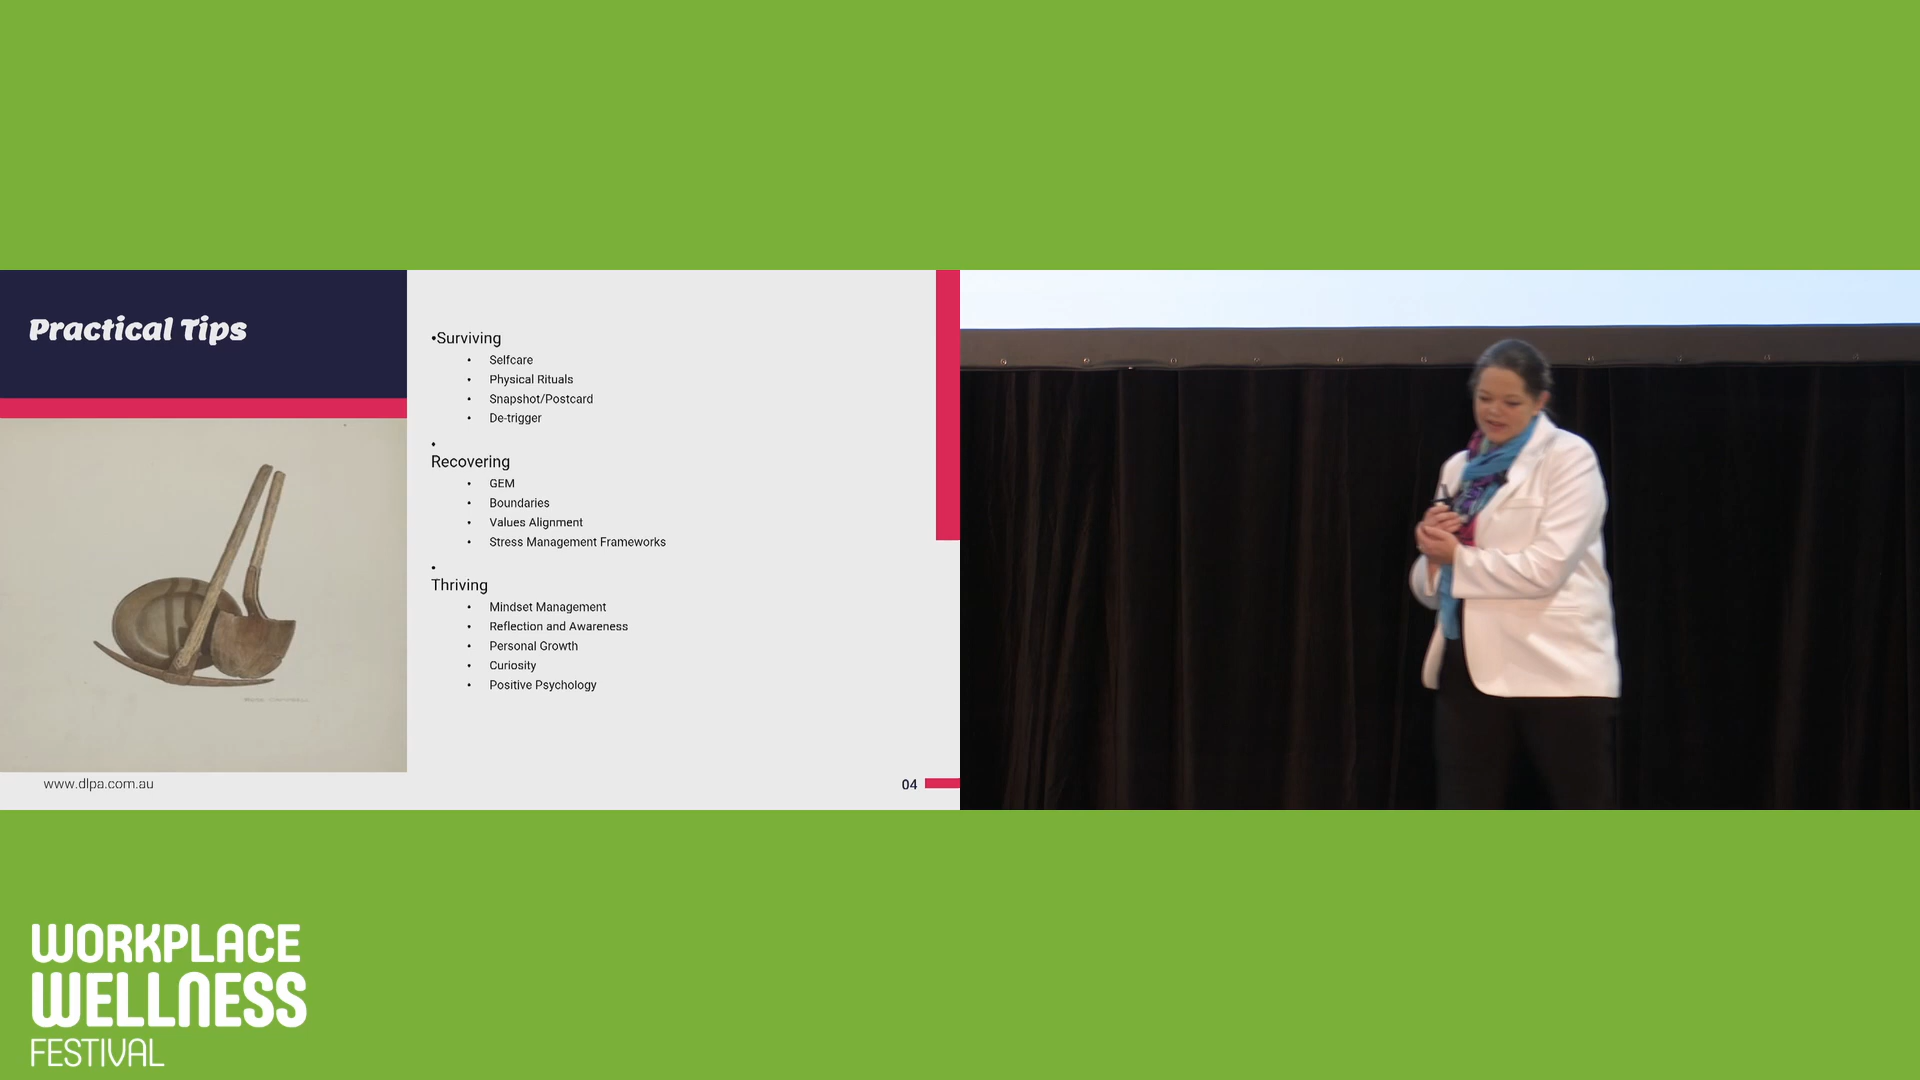 Practical Tips
•Surviving
• Selfcare
• Physical Rituals
• Snapshot/Postcard
• De-trigger
•
Recovering
• GEM
• Boundaries
• Values Alignment
• Stress Management Frameworks
•
Thriving
• Mindset Management
• Reflection and Awareness
• Personal Growth
• Curiosity
• Positive Psychology
www.dlpa.com.au
04
WORKPLACE
WELLNESS
FESTIVAL